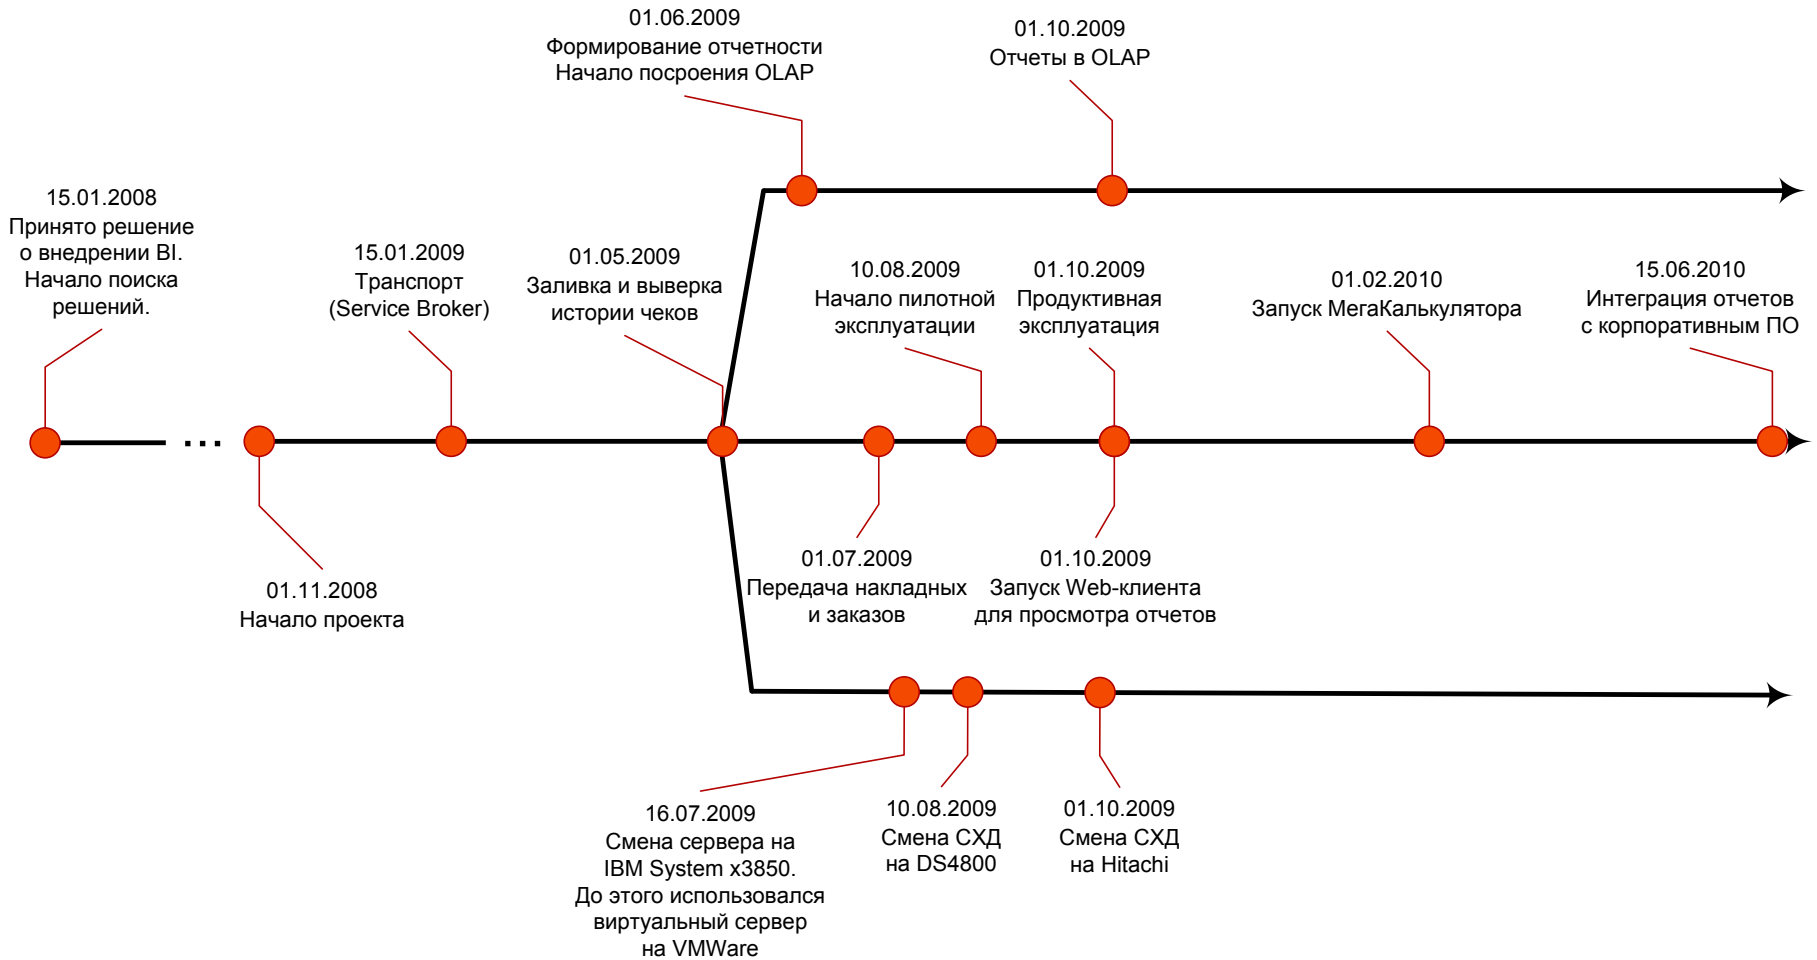 01.06.2009
Формирование отчетности
Начало посроения OLAP
01.10.2009
Отчеты в OLAP
15.01.2008
Принято решение
о внедрении BI.
Начало поиска
решений.
15.01.2009
Транспорт
(Service Broker)
01.05.2009
Заливка и выверка
истории чеков
10.08.2009
Начало пилотной
эксплуатации
01.10.2009
Продуктивная
эксплуатация
01.02.2010
Запуск МегаКалькулятора
15.06.2010
Интеграция отчетов
с корпоративным ПО
...
01.11.2008
Начало проекта
01.07.2009
Передача накладных
и заказов
01.10.2009
Запуск Web-клиента
для просмотра отчетов
16.07.2009
Смена сервера на
IBM System x3850.
До этого использовался
виртуальный сервер
на VMWare
10.08.2009
Смена СХД
на DS4800
01.10.2009
Смена СХД
на Hitachi